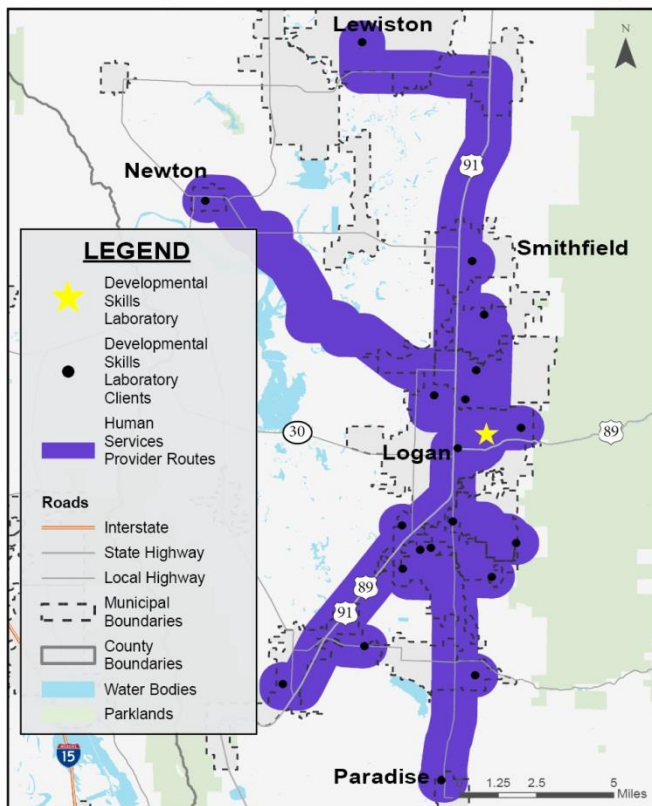 Lewiston
N
91
Newton
Smithfield
LEGEND
Developmental
Skills
Laboratory
Developmental
Skills
Laboratory
Clients
Human
Services
Provider Routes
Roads
Interstate
State Highway
Local Highway
Municipal
Boundaries
County
Boundaries
Water Bodies
Parklands
30
89
Logan
89
91
15
Paradise
0 1.25 2.5 5
Miles